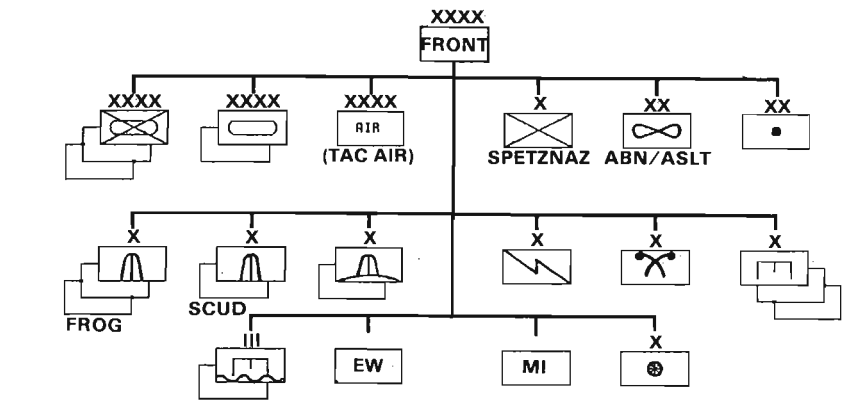 XXXX
FRONT
XXXX XXXX XXXX X XX XX
AIR
(TAC AIR) SPETZNAZ ABN/ASLT
X X X X X X
FROG SCUD
III X
EW MI